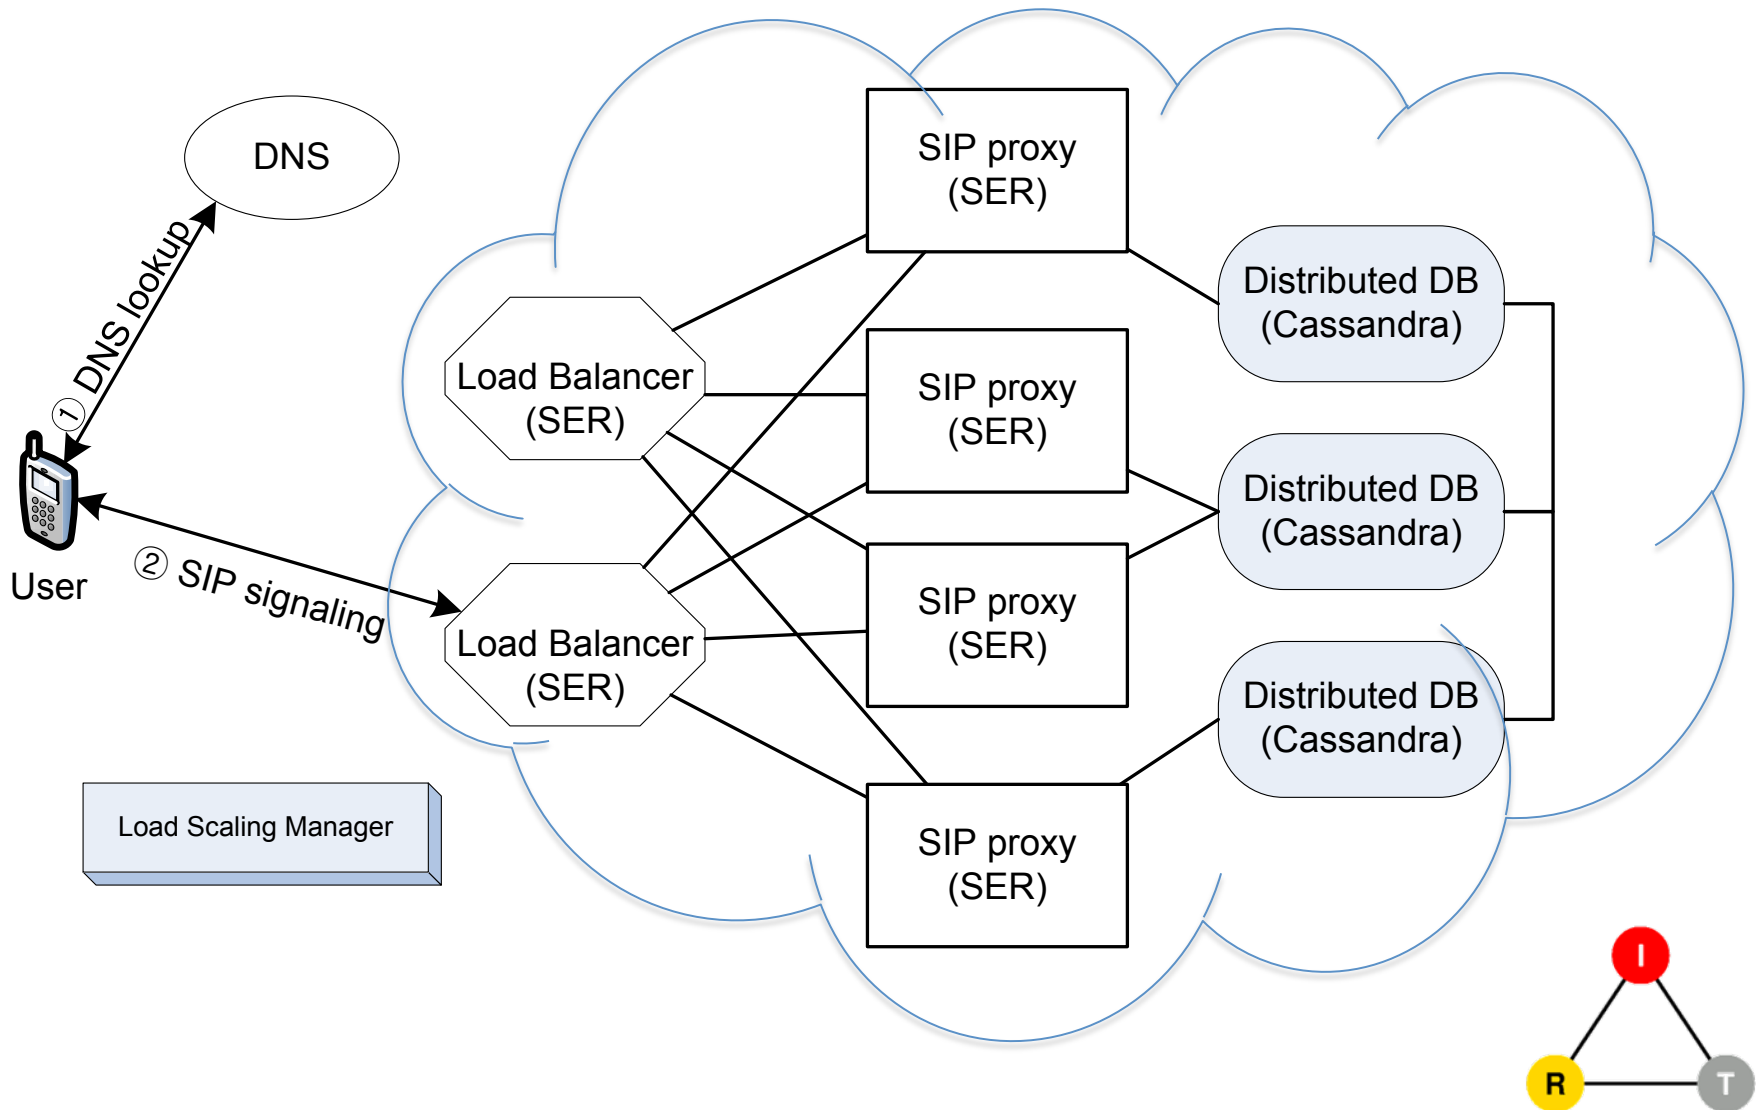 DNS
① DNS lookup
User
② SIP signaling
Load Balancer
(SER)
Load Balancer
(SER)
SIP proxy
(SER)
SIP proxy
(SER)
SIP proxy
(SER)
SIP proxy
(SER)
Distributed DB
(Cassandra)
Distributed DB
(Cassandra)
Distributed DB
(Cassandra)
Load Scaling Manager
I
R
T